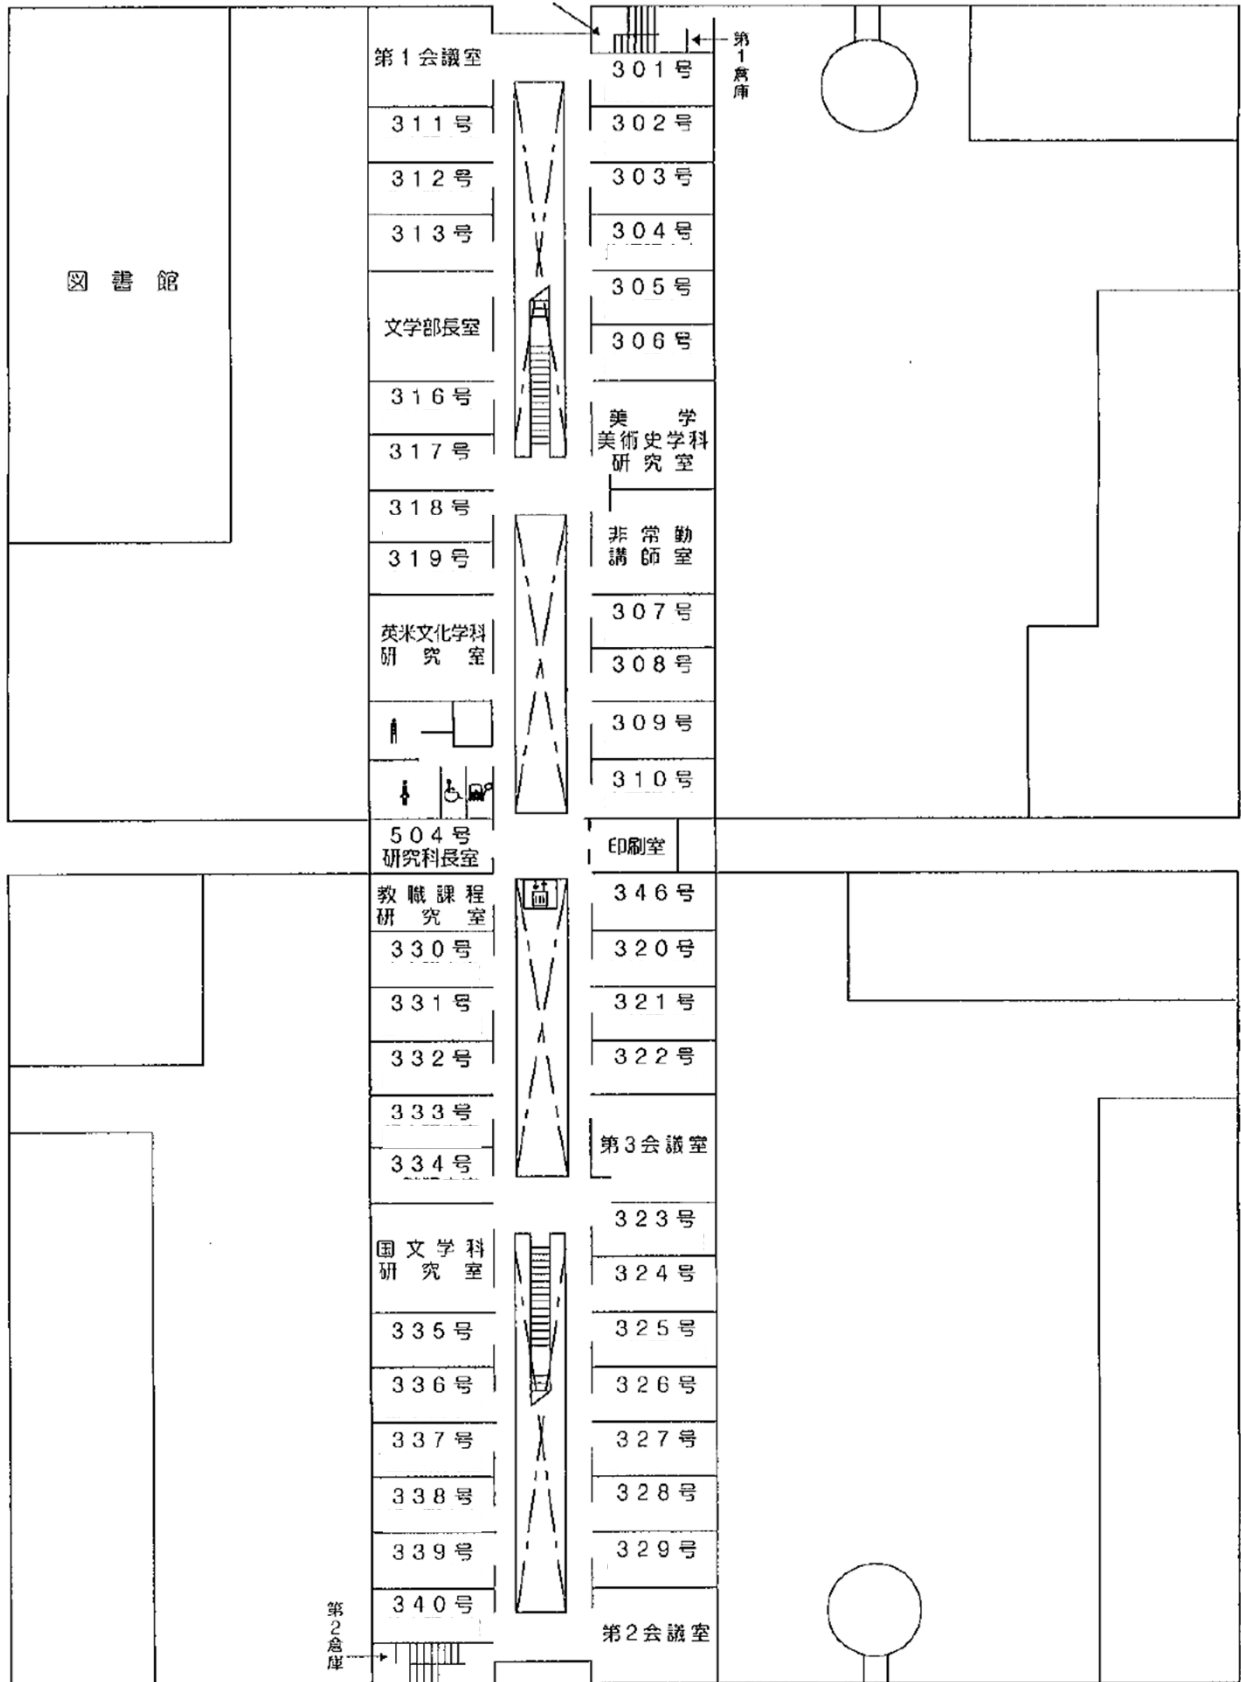 第1会議室
311号
312号
313号
文学部長室
316号
317号
318号
319号
英米文化学科
研究室
504号
研究科長室
教職課程
研究室
330号
331号
332号
333号
334号
国文学科
研究室
335号
336号
337号
338号
339号
340号
第2倉庫
図書館
第1倉庫
301号
302号
303号
304号
305号
306号
美学
美術史学科
研究室
非常勤
講師室
307号
308号
309号
310号
印刷室
346号
320号
321号
322号
第3会議室
323号
324号
325号
326号
327号
328号
329号
第2会議室